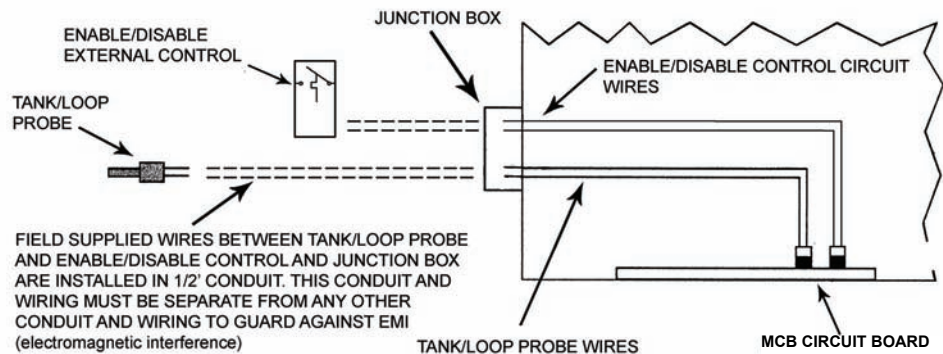 JUNCTION BOX
ENABLE/DISABLE
EXTERNAL CONTROL
ENABLE/DISABLE CONTROL CIRCUIT
WIRES
TANK/LOOP
PROBE
FIELD SUPPLIED WIRES BETWEEN TANK/LOOP PROBE
AND ENABLE/DISABLE CONTROL AND JUNCTION BOX
ARE INSTALLED IN 1/2' CONDUIT. THIS CONDUIT AND
WIRING MUST BE SEPARATE FROM ANY OTHER
CONDUIT AND WIRING TO GUARD AGAINST EMI
(electromagnetic interference)
TANK/LOOP PROBE WIRES
MCB CIRCUIT BOARD